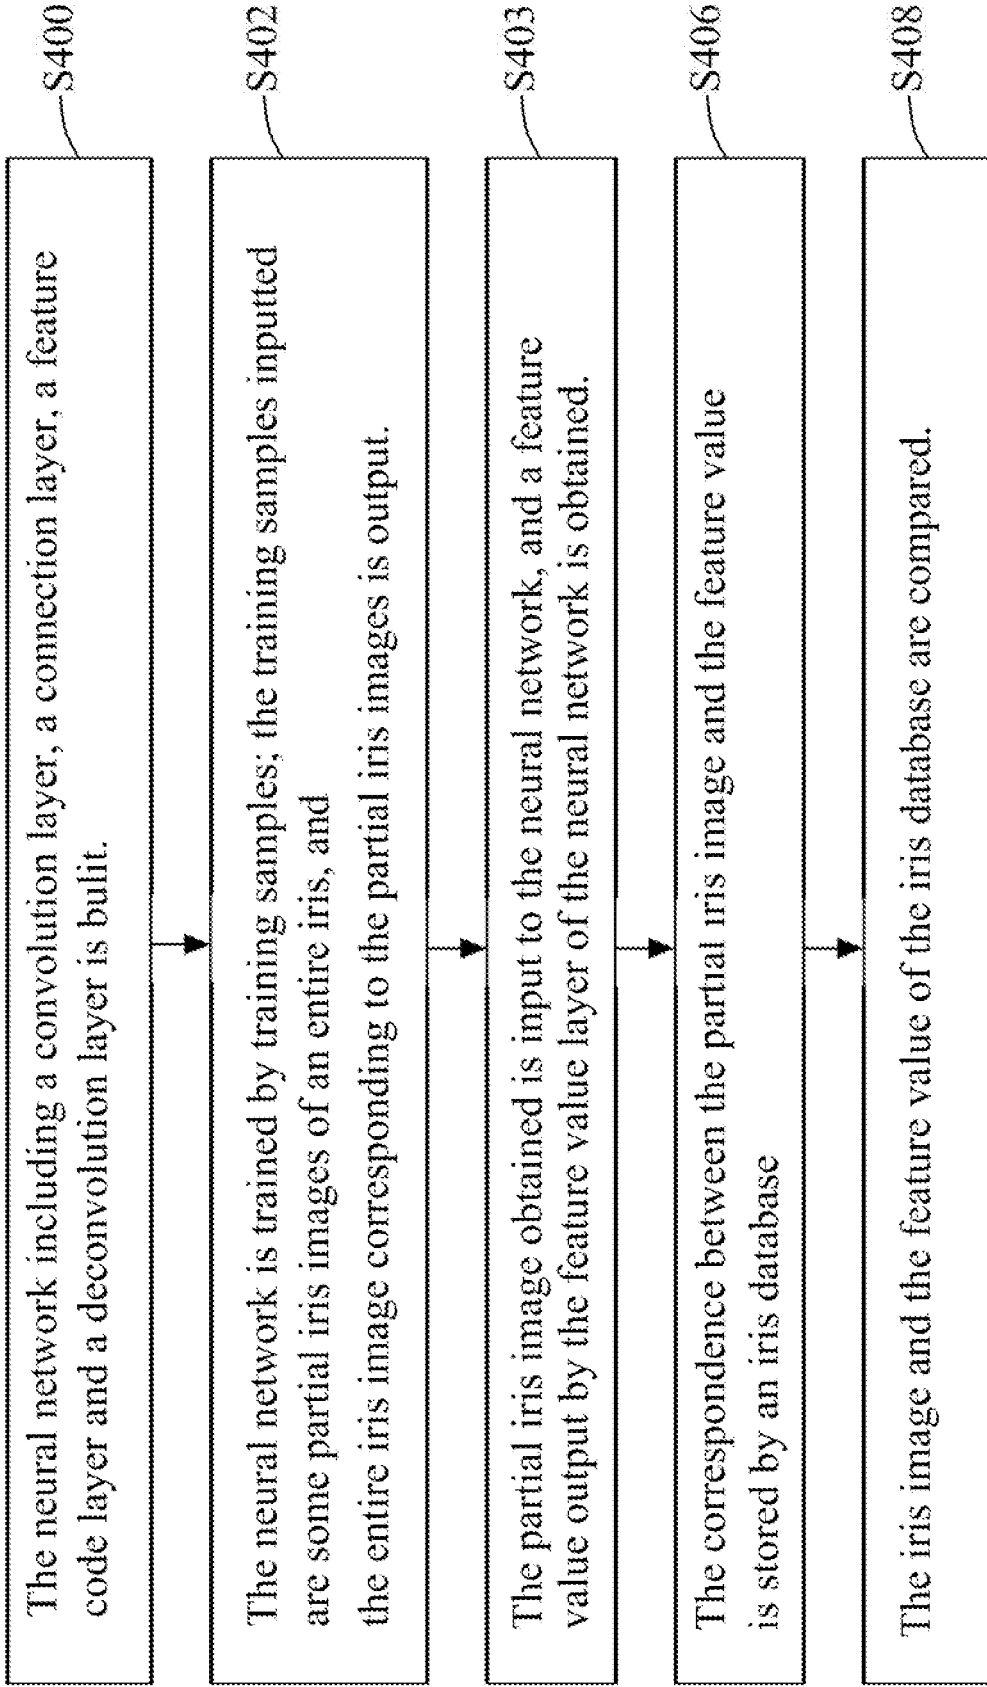 The neural network including a convolution layer, a connection layer, a feature
code layer and a deconvolution layer is bulit.
S400
The neural network is trained by training samples; the training samples inputted
are some partial iris images of an entire iris, and
the entire iris image corresponding to the partial iris images is output.
S402
The partial iris image obtained is input to the neural network, and a feature
value output by the feature value layer of the neural network is obtained.
S403
The correspondence between the partial iris image and the feature value
is stored by an iris database
S406
The iris image and the feature value of the iris database are compared.
S408